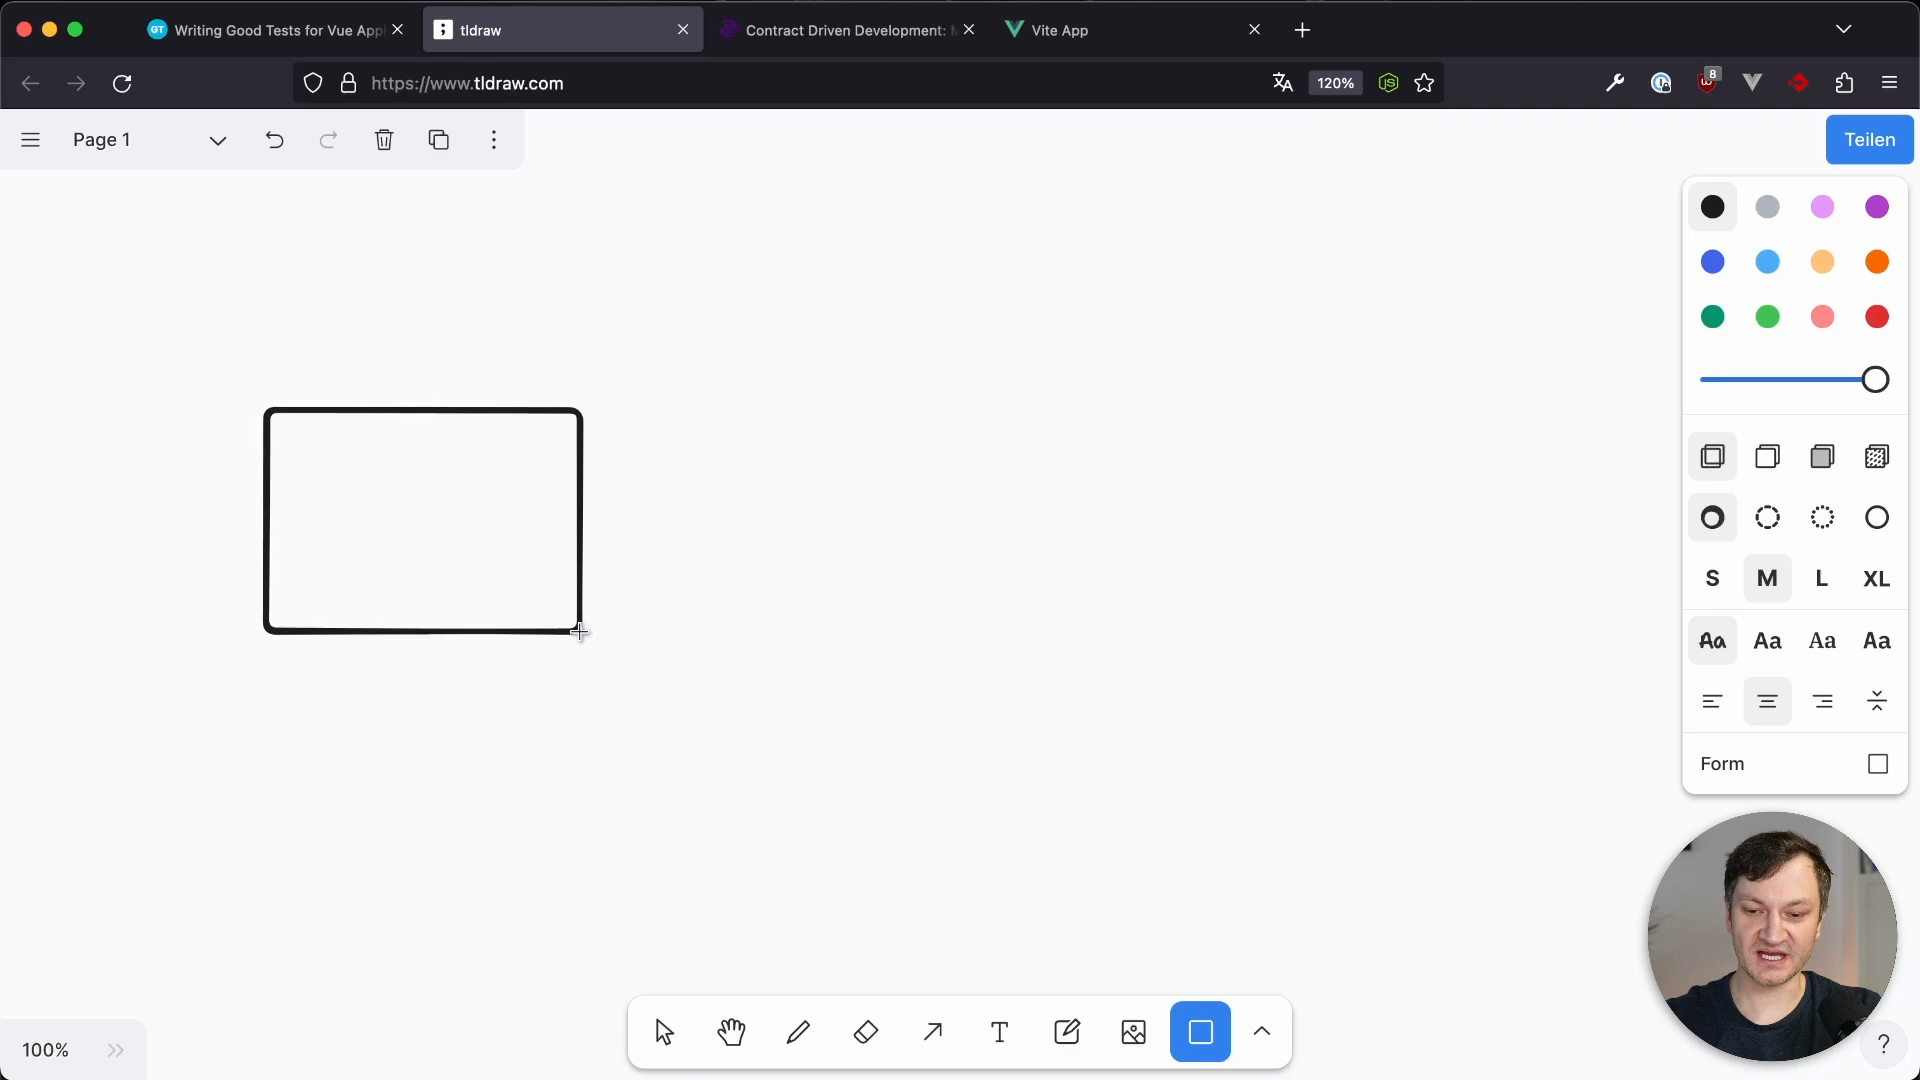 Writing Good Tests for Vue App
tldraw
Contract Driven Development:
Vite App
https://www.tldraw.com
120%
8
Page 1
Teilen
S M L XL
Aa Aa Aa Aa
Form
100%
?